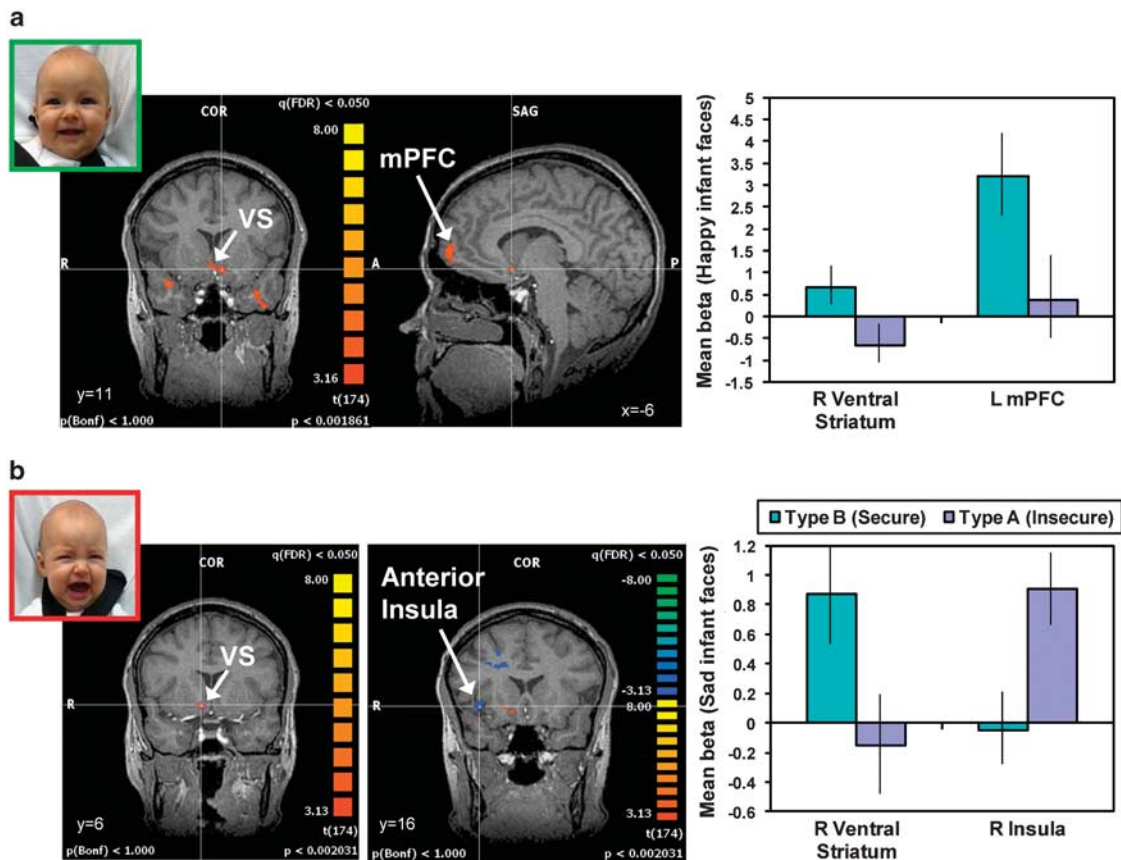 a
COR
q(FDR) < 0.050
8.00
VS
R
3.16
t(174)
y=11
p(Bonf) < 1.000
p < 0.001861
SAG
mPFC
A
P
x=-6
Mean beta (Happy infant faces)
5
4.5
4
3.5
3
2.5
2
1.5
1
0.5
0
-0.5
-1
-1.5
R Ventral
Striatum
L mPFC
b
COR
q(FDR) < 0.050
8.00
VS
R
3.13
t(174)
y=6
p(Bonf) < 1.000
p < 0.002031
COR
q(FDR) < 0.050
-8.00
Anterior
Insula
-3.13
8.00
R
3.13
t(174)
y=16
p(Bonf) < 1.000
p < 0.002031
Type B (Secure)
Type A (Insecure)
Mean beta (Sad infant faces)
1.2
1
0.8
0.6
0.4
0.2
0
-0.2
-0.4
-0.6
R Ventral
Striatum
R Insula